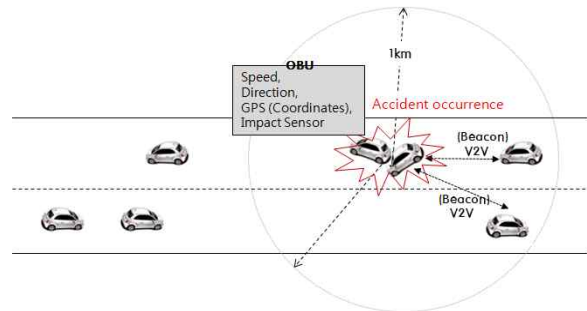 1km
OBU
Speed,
Direction,
GPS (Coordinates),
Impact Sensor
Accident occurrence
(Beacon)
V2V
(Beacon)
V2V